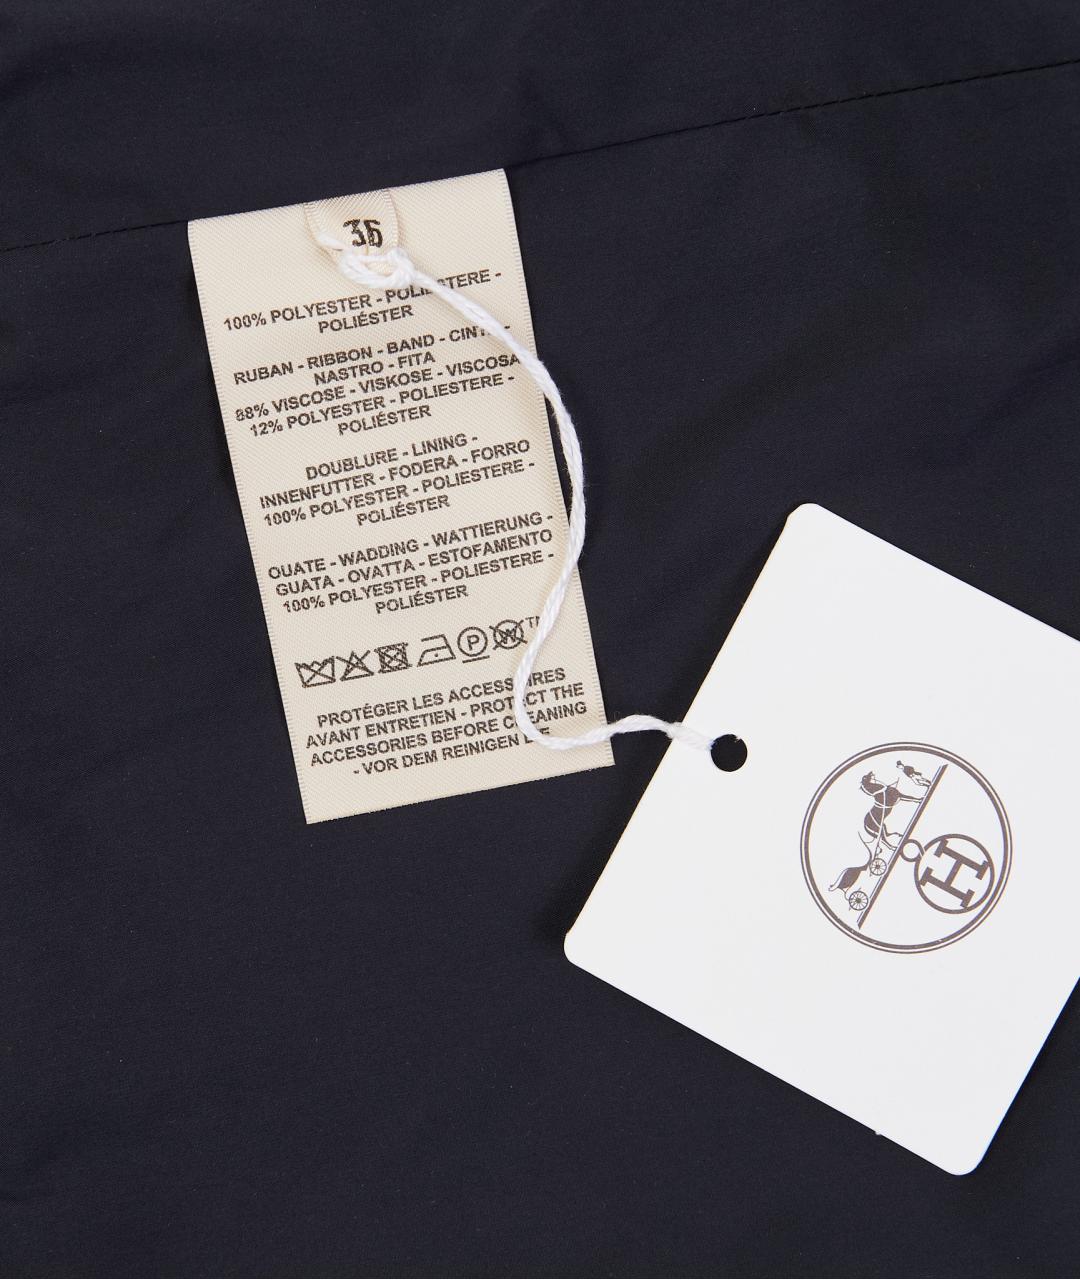 36
100% POLYESTER - POLIESTERE -
POLIÉSTER
RUBAN - RIBBON - BAND -
NASTRO - FITA
88% VISCOSE - VISKOSE - VISCOSA
12% POLYESTER - POLIESTERE -
POLIÉSTER
DOUBLURE - LINING -
INNENFUTTER - FODERA - FORRO
100% POLYESTER - POLIESTERE -
POLIÉSTER
OUATE - WADDING - WATTIERUNG -
GUATA - OVATTA - ESTOFAMENTO
100% POLYESTER - POLIESTERE -
POLIÉSTER
P W TM
PROTÉGER LES ACCESSOIRES
AVANT ENTRETIEN - PROTECT THE
ACCESSORIES BEFORE CLEANING
- VOR DEM REINIGEN
H